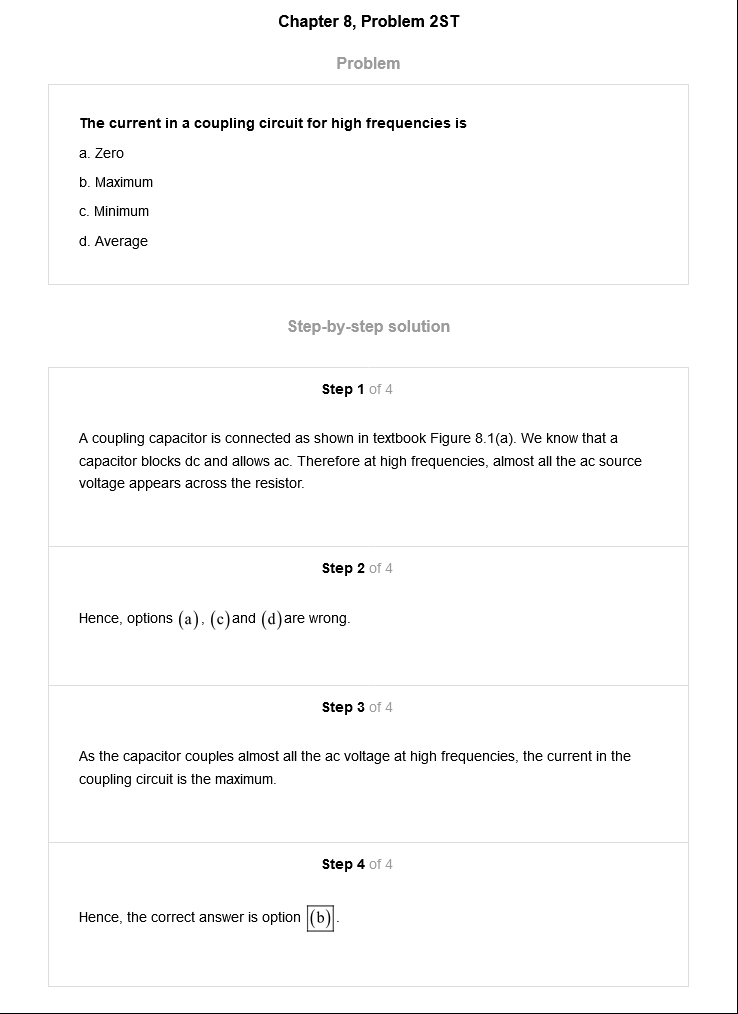 Chapter 8, Problem 2ST
Problem
The current in a coupling circuit for high frequencies is
a. Zero
b. Maximum
c. Minimum
d. Average
Step-by-step solution
Step 1 of 4
A coupling capacitor is connected as shown in textbook Figure 8.1(a). We know that a
capacitor blocks dc and allows ac. Therefore at high frequencies, almost all the ac source
voltage appears across the resistor.
Step 2 of 4
Hence, options (a), (c) and (d) are wrong.
Step 3 of 4
As the capacitor couples almost all the ac voltage at high frequencies, the current in the
coupling circuit is the maximum.
Step 4 of 4
Hence, the correct answer is option (b).